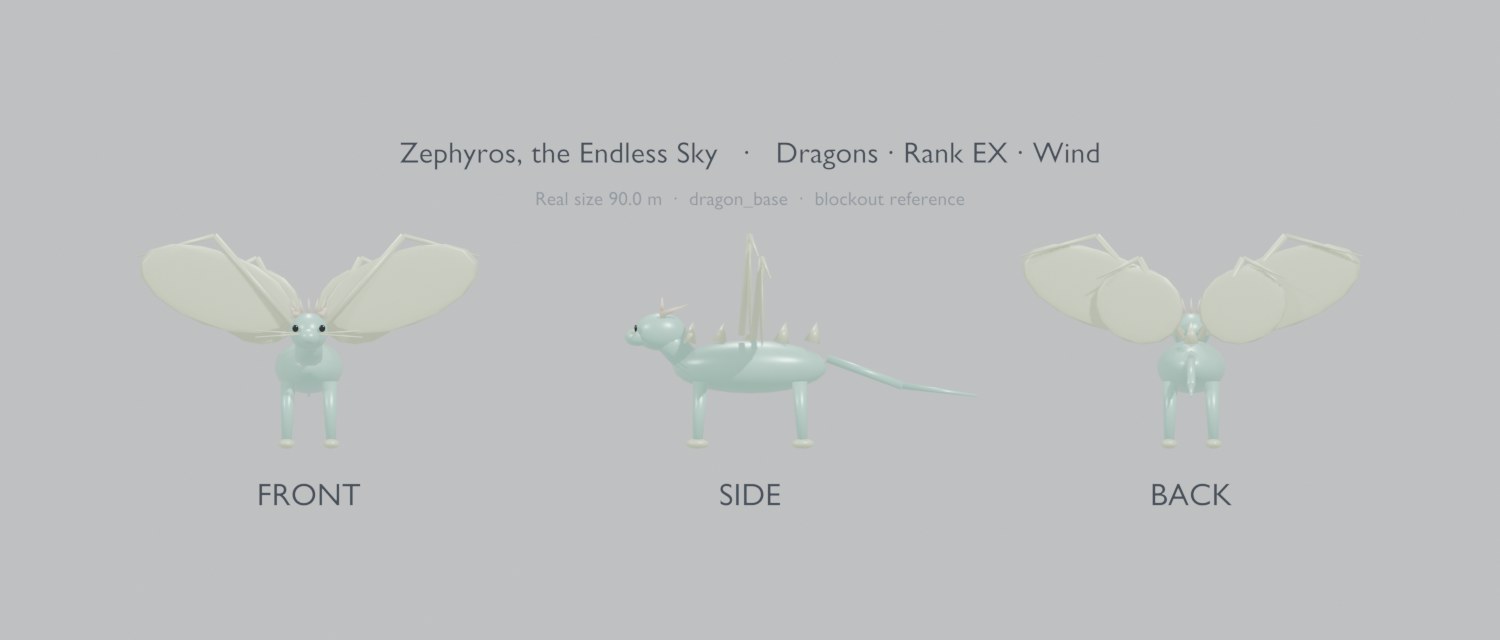 Zephyros, the Endless Sky · Dragons · Rank EX · Wind
Real size 90.0 m · dragon_base · blockout reference
FRONT
SIDE
BACK